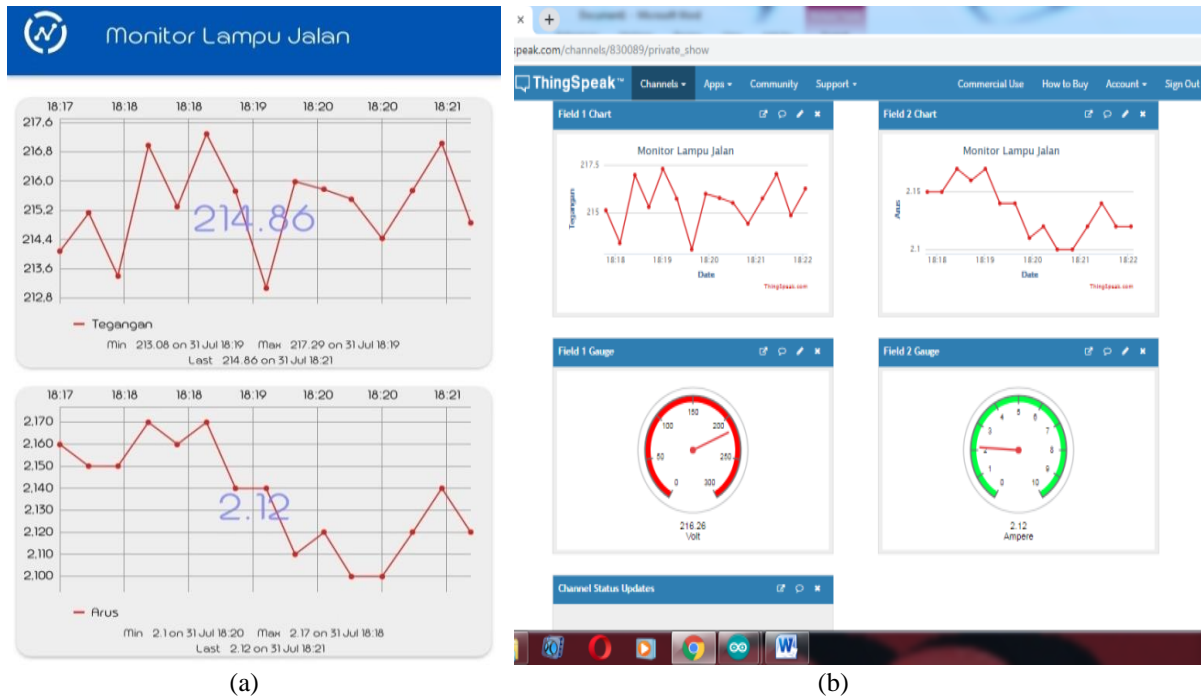 Monitor Lampu Jalan
18:17 18:18 18:18 18:19 18:20 18:20 18:21
217,6
216,8
216,0
215,2
214,4
213,6
212,8
214.86
Tegangan
Min 213.08 on 31 Jul 18:19 Max 217.29 on 31 Jul 18:19
Last 214.86 on 31 Jul 18:21
18:17 18:18 18:18 18:19 18:20 18:20 18:21
2,170
2,160
2,150
2,140
2,130
2,120
2,110
2,100
2.12
Arus
Min 2.1 on 31 Jul 18:20 Max 2.17 on 31 Jul 18:18
Last 2.12 on 31 Jul 18:21
(a)
Microsoft Word
speak.com/channels/830089/private_show
ThingSpeak™ Channels Apps Community Support Commercial Use How to Buy Account Sign Out
Field 1 Chart
Monitor Lampu Jalan
217.5
215
Tegangan
18:18 18:19 18:20 18:21 18:22
Date
ThingSpeak.com
Field 2 Chart
Monitor Lampu Jalan
2.15
2.1
Arus
18:18 18:19 18:20 18:21 18:22
Date
ThingSpeak.com
Field 1 Gauge
0 50 100 150 200 250 300
216.26
Volt
Field 2 Gauge
0 1 2 3 4 5 6 7 8 9 10
2.12
Ampere
Channel Status Updates
(b)